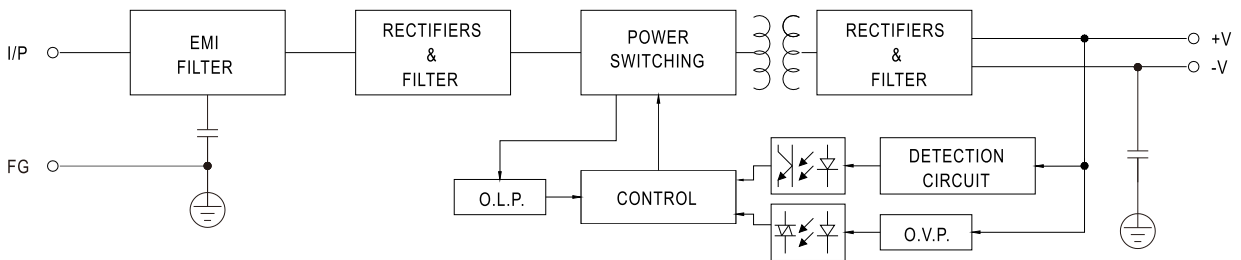 I/P
EMI
FILTER
RECTIFIERS
&
FILTER
POWER
SWITCHING
RECTIFIERS
&
FILTER
+V
-V
FG
O.L.P.
CONTROL
DETECTION
CIRCUIT
O.V.P.